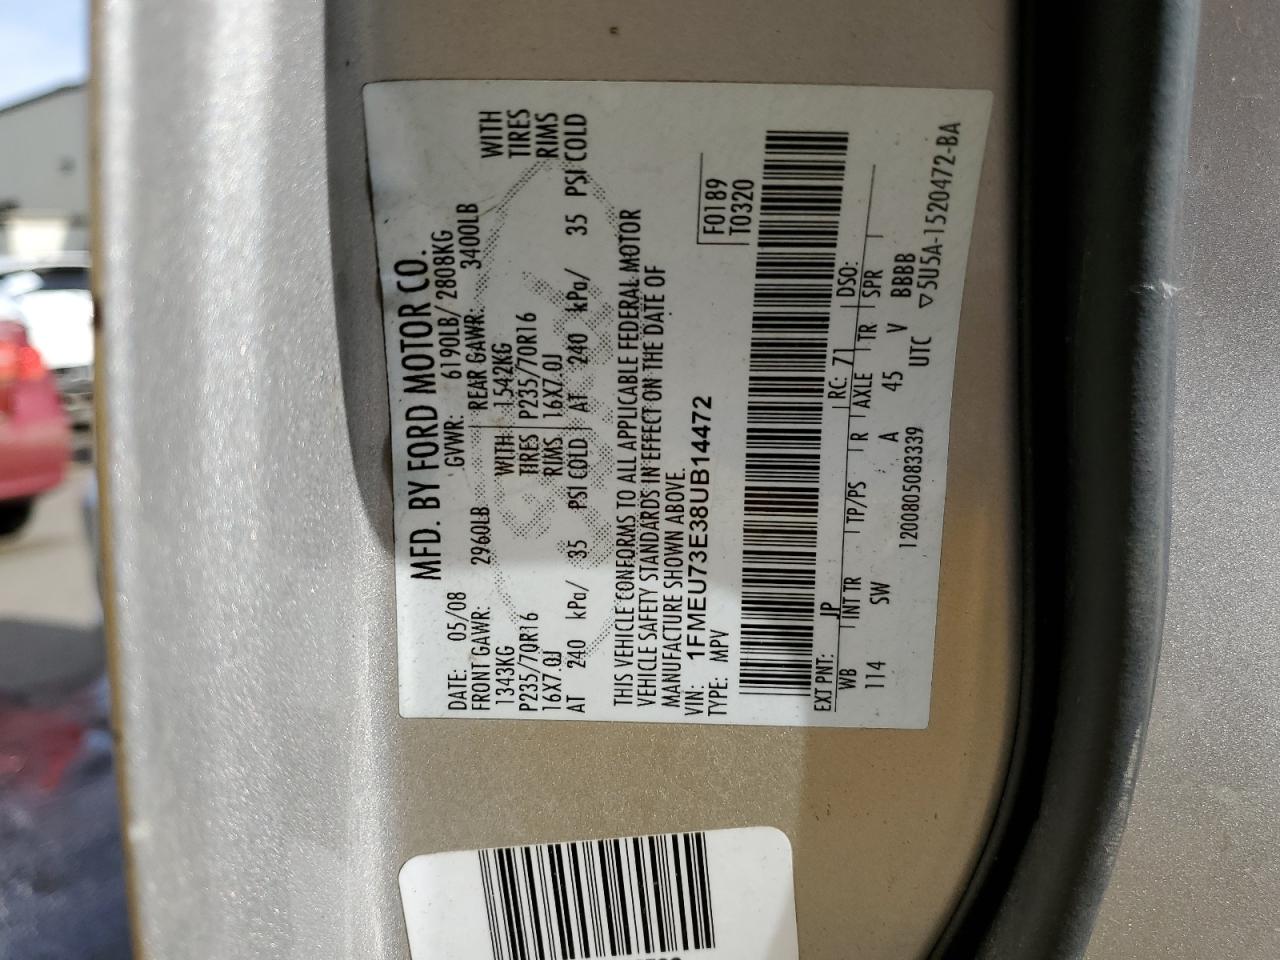 MFD. BY FORD MOTOR CO.
DATE: 05/08 GVWR: 6190LB/ 2808KG
FRONT GAWR: 2960LB REAR GAWR: 3400LB
1343KG WITH 1542KG WITH
P235/70R16 TIRES P235/70R16 TIRES
16X7.0J RIMS 16X7.0J RIMS
AT 240 kPa/ 35 PSI COLD AT 240 kPa/ 35 PSI COLD
THIS VEHICLE CONFORMS TO ALL APPLICABLE FEDERAL MOTOR
VEHICLE SAFETY STANDARDS IN EFFECT ON THE DATE OF
MANUFACTURE SHOWN ABOVE.
VIN: 1FMEU73E38UB14472 F0189
TYPE: MPV T0320
EXT PNT: JP RC: 71 DSO:
WB INT TR TP/PS R AXLE TR SPR
114 SW A 45 V BBBB
UTC ▽5U5A-1520472-BA
120080508​3339